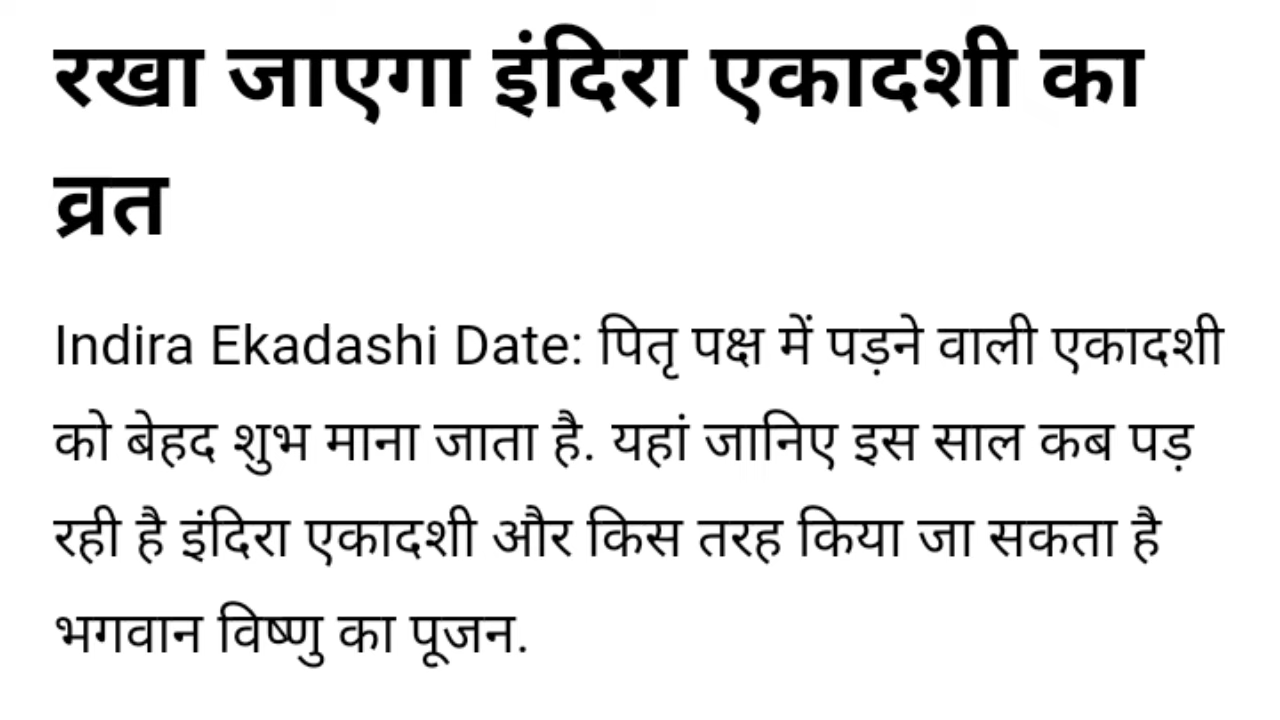 रखा जाएगा इंदिरा एकादशी का
व्रत
Indira Ekadashi Date: पितृ पक्ष में पड़ने वाली एकादशी
को बेहद शुभ माना जाता है. यहां जानिए इस साल कब पड़
रही है इंदिरा एकादशी और किस तरह किया जा सकता है
भगवान विष्णु का पूजन.